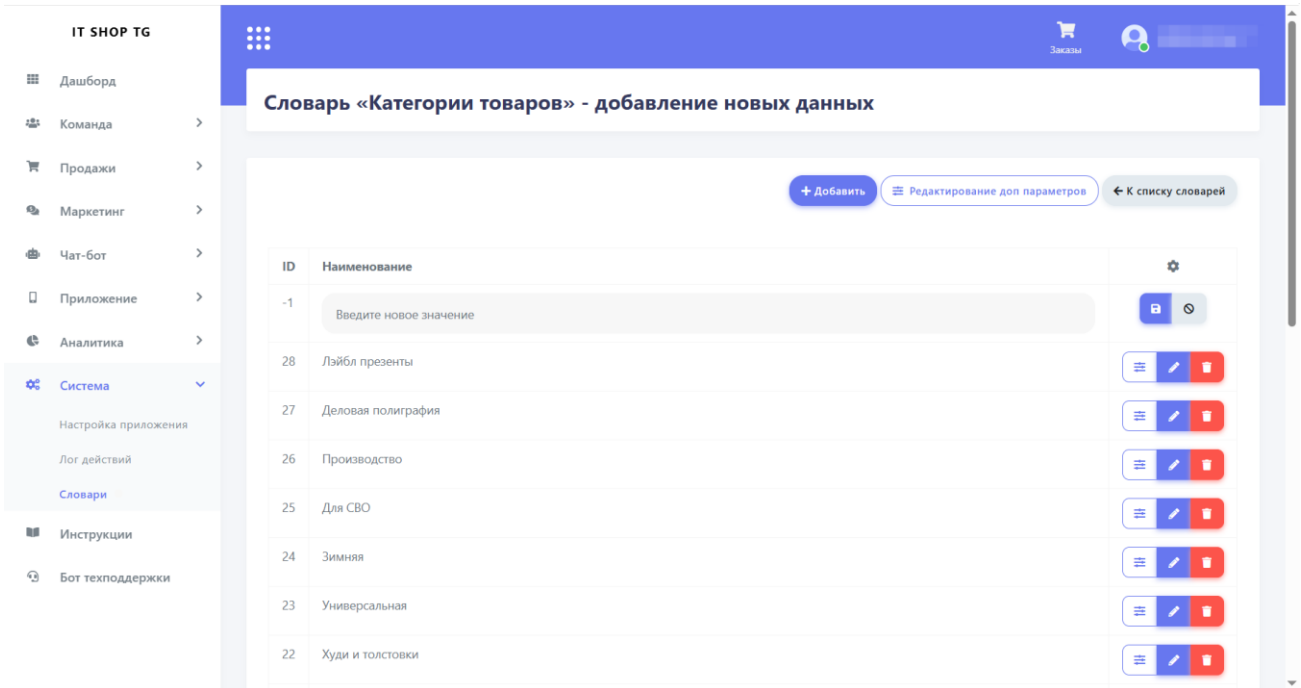 IT SHOP TG
Заказы
Дашборд
Команда
Продажи
Маркетинг
Чат-бот
Приложение
Аналитика
Система
Настройка приложения
Лог действий
Словари
Инструкции
Бот техподдержки
Словарь «Категории товаров» - добавление новых данных
Добавить Редактирование доп параметров К списку словарей
ID Наименование
-1 Введите новое значение
28 Лэйбл презенты
27 Деловая полиграфия
26 Производство
25 Для СВО
24 Зимняя
23 Универсальная
22 Худи и толстовки